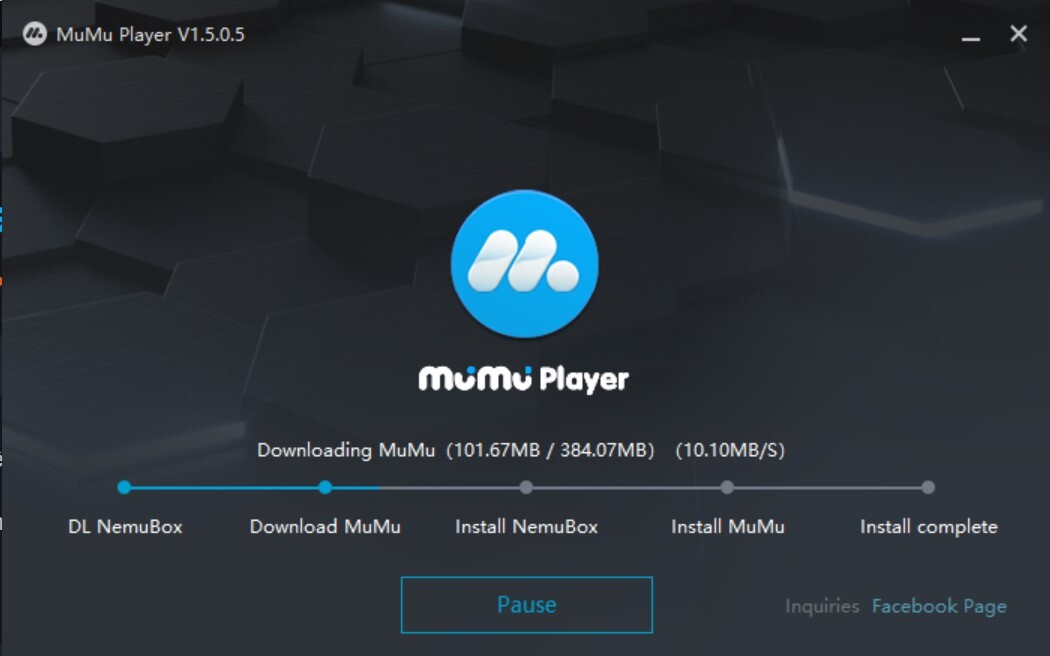 MuMu Player V1.5.0.5
MuMu Player
Downloading MuMu (101.67MB / 384.07MB) (10.10MB/S)
DL NemuBox
Download MuMu
Install NemuBox
Install MuMu
Install complete
Pause
Inquiries Facebook Page